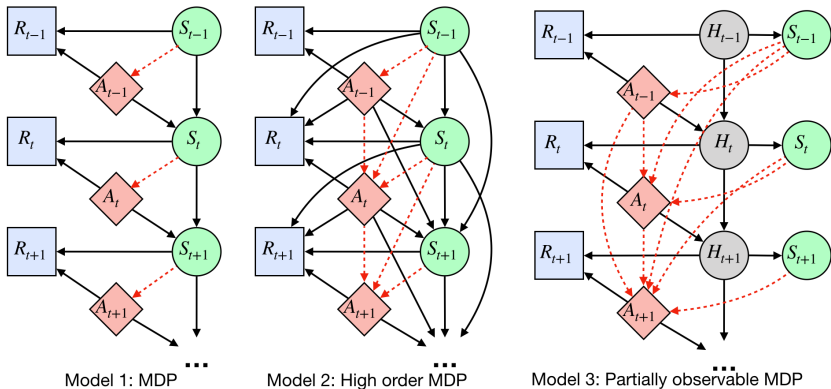 R_{t−1} S_{t−1}
A_{t−1}
R_t S_t
A_t
R_{t+1} S_{t+1}
A_{t+1}
...
Model 1: MDP
R_{t−1} S_{t−1}
A_{t−1}
R_t S_t
A_t
R_{t+1} S_{t+1}
A_{t+1}
...
Model 2: High order MDP
R_{t−1} H_{t−1} S_{t−1}
A_{t−1}
R_t H_t S_t
A_t
R_{t+1} H_{t+1} S_{t+1}
A_{t+1}
...
Model 3: Partially observable MDP